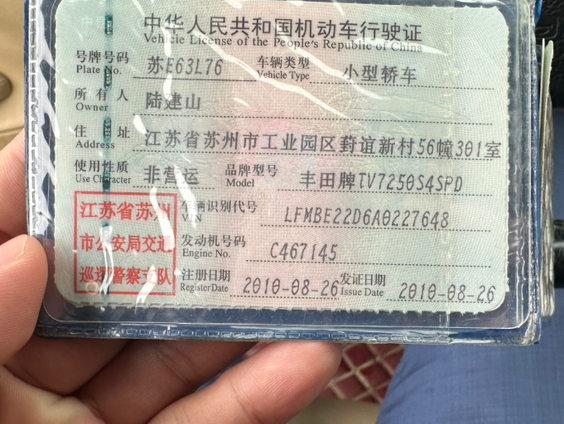 中华人民共和国机动车行驶证
Vehicle License of the People's Republic of China
号牌号码 苏E63L76 车辆类型 小型轿车
Plate No. Vehicle Type
所有人 陆建山
Owner
住址 江苏省苏州市工业园区葑谊新村56幢301室
Address
使用性质 非营运 品牌型号 丰田牌TV7250S4SPD
Use Character Model
江苏省苏州
市公安局交通
巡逻警察支队
车辆识别代号 LFMBE22D6A0227648
VIN
发动机号码 C467145
Engine No.
注册日期 2010-08-26 发证日期 2010-08-26
Register Date Issue Date